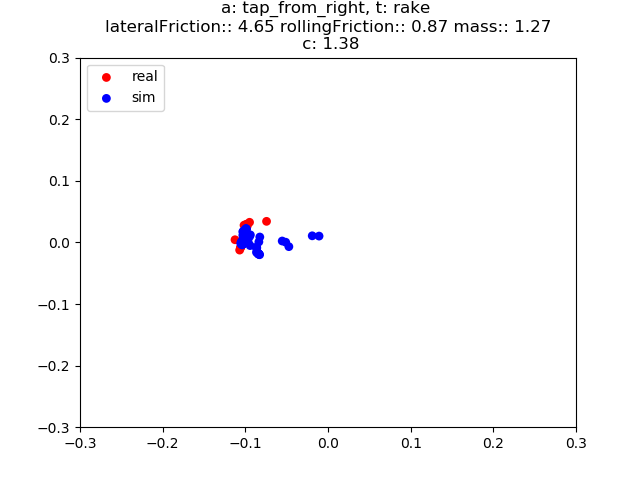 a: tap_from_right, t: rake
lateralFriction:: 4.65 rollingFriction:: 0.87 mass:: 1.27
c: 1.38
real
sim
0.3
0.2
0.1
0.0
−0.1
−0.2
−0.3
−0.3 −0.2 −0.1 0.0 0.1 0.2 0.3